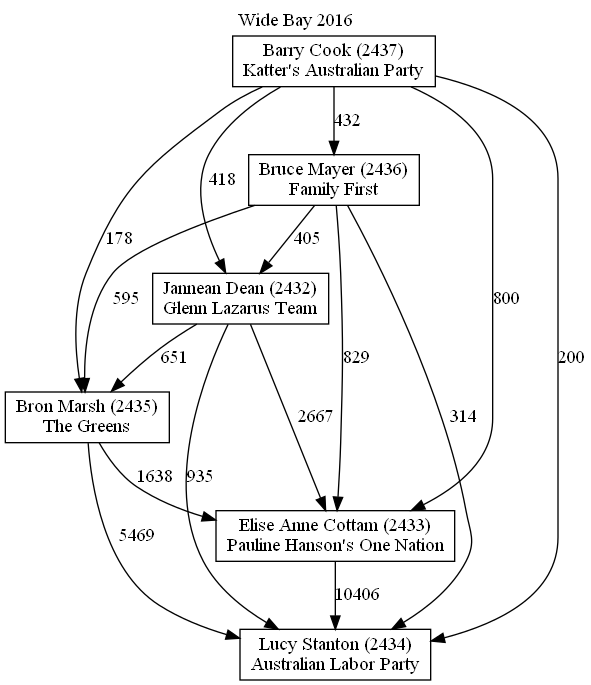 Wide Bay 2016
Barry Cook (2437)
Katter's Australian Party
432
Bruce Mayer (2436)
Family First
418
178
405
595
Jannean Dean (2432)
Glenn Lazarus Team
800
200
651
829
Bron Marsh (2435)
The Greens
2667
314
1638
935
Elise Anne Cottam (2433)
Pauline Hanson's One Nation
5469
10406
Lucy Stanton (2434)
Australian Labor Party